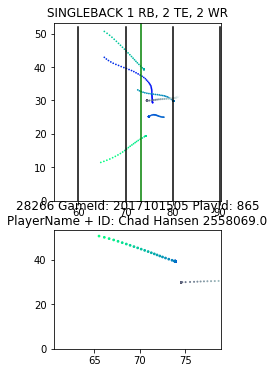 SINGLEBACK 1 RB, 2 TE, 2 WR
50
40
30
20
10
0
60 70 80 90
28266 GameId: 2017101505 PlayId: 865
PlayerName + ID: Chad Hansen 2558069.0
40
20
0
65 70 75